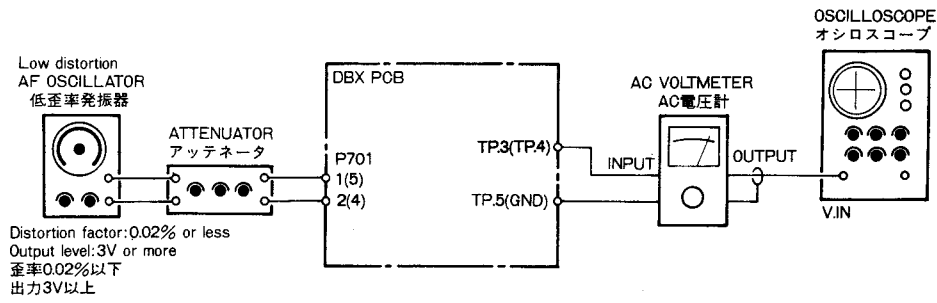 OSCILLOSCOPE
オシロスコープ
Low distortion
AF OSCILLATOR
低歪率発振器
ATTENUATOR
アッテネータ
DBX PCB
P701
1(5)
2(4)
TP.3(TP.4)
TP.5(GND)
AC VOLTMETER
AC電圧計
INPUT
OUTPUT
V.IN
Distortion factor:0.02% or less
Output level:3V or more
歪率0.02%以下
出力3V以上